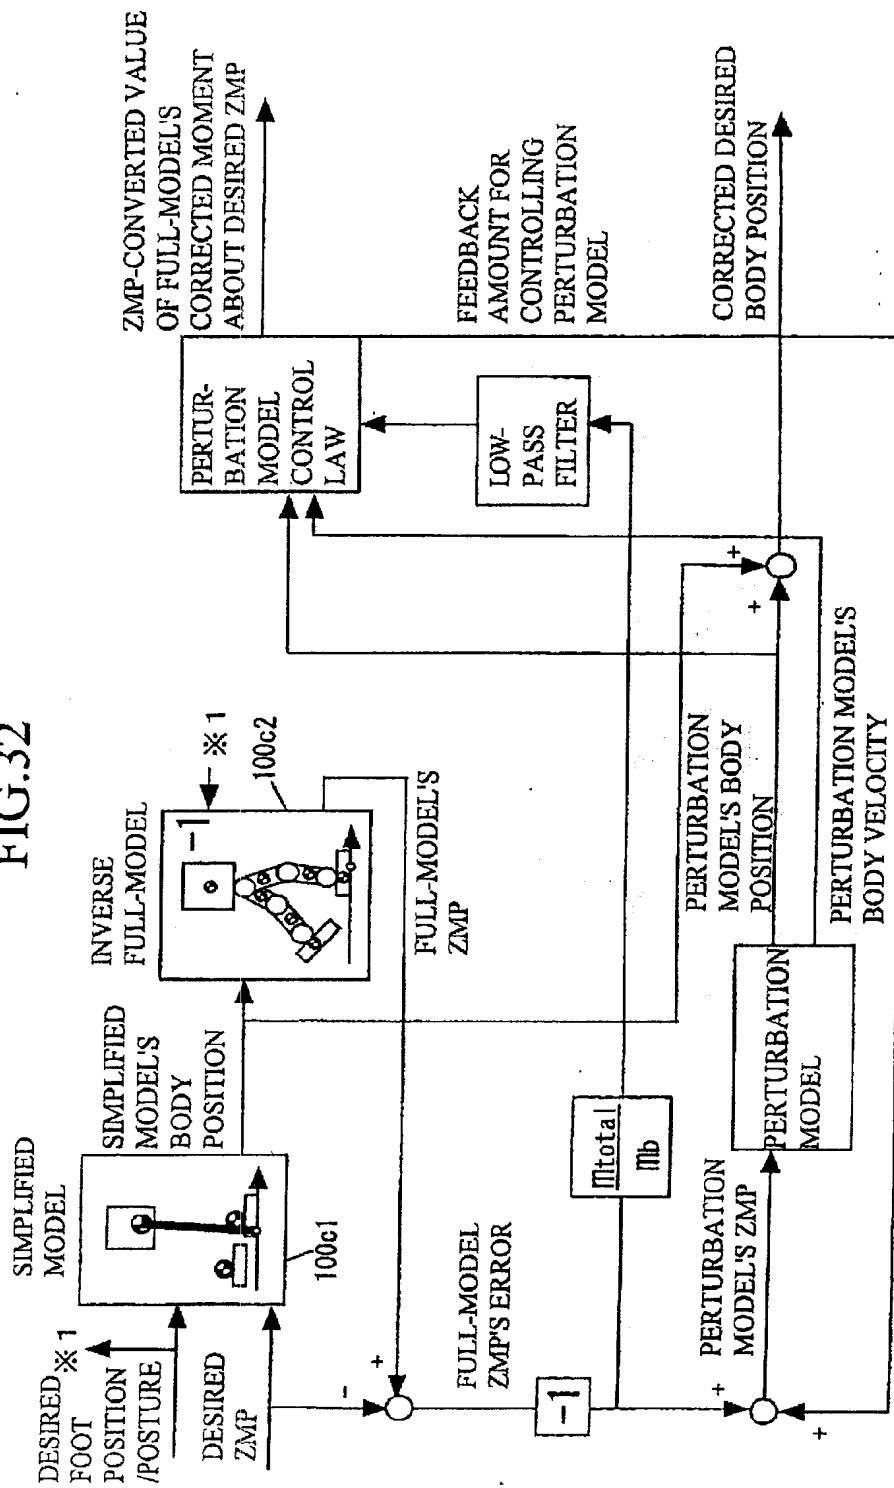 FIG.32
DESIRED
FOOT
POSITION
/POSTURE
※1
DESIRED
ZMP
SIMPLIFIED
MODEL
100c1
SIMPLIFIED
MODEL'S
BODY
POSITION
INVERSE
FULL-MODEL
-1
※1
100c2
FULL-MODEL'S
ZMP
-
+
FULL-MODEL
ZMP'S ERROR
-1
Mtotal
Mb
+
+
PERTURBATION
MODEL'S ZMP
PERTURBATION
MODEL
PERTURBATION
MODEL'S BODY
POSITION
PERTURBATION MODEL'S
BODY VELOCITY
+
+
LOW-
PASS
FILTER
PERTUR-
BATION
MODEL
CONTROL
LAW
ZMP-CONVERTED VALUE
OF FULL-MODEL'S
CORRECTED MOMENT
ABOUT DESIRED ZMP
FEEDBACK
AMOUNT FOR
CONTROLLING
PERTURBATION
MODEL
CORRECTED DESIRED
BODY POSITION